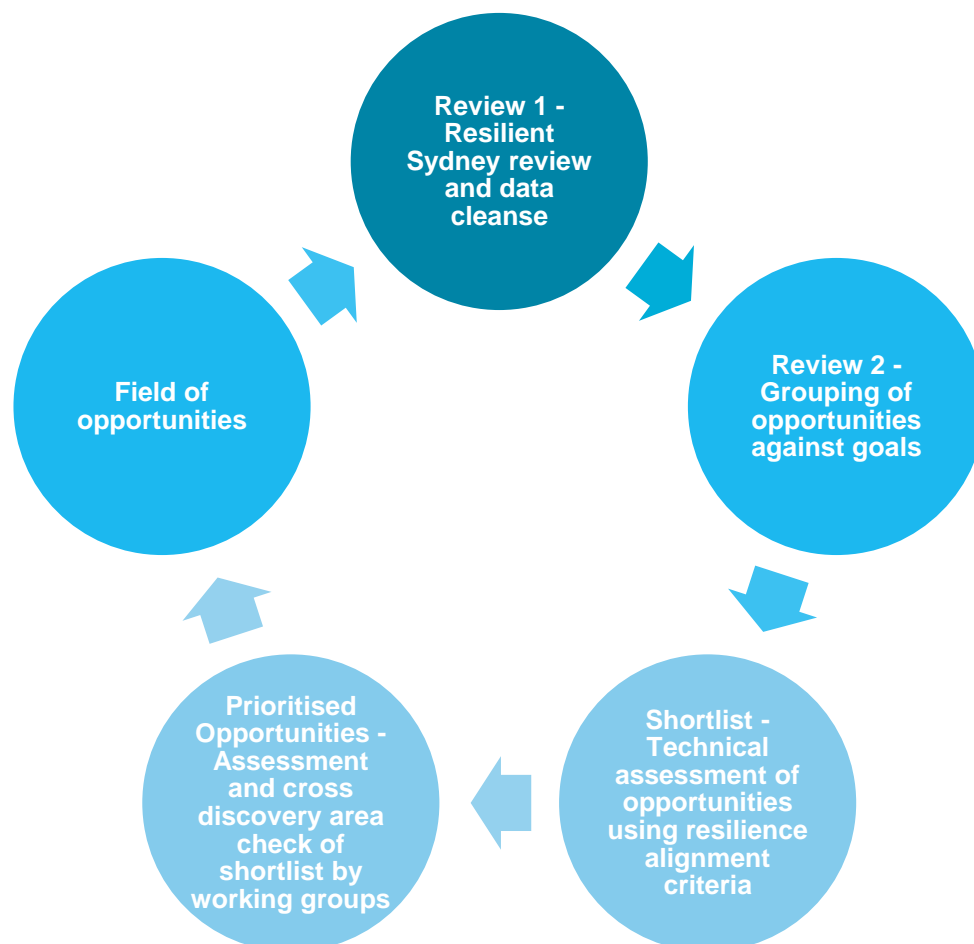 Review 1 -
Resilient
Sydney review
and data
cleanse
Review 2 -
Grouping of
opportunities
against goals
Shortlist -
Technical
assessment of
opportunities
using resilience
alignment
criteria
Prioritised
Opportunities -
Assessment
and cross
discovery area
check of
shortlist by
working groups
Field of
opportunities